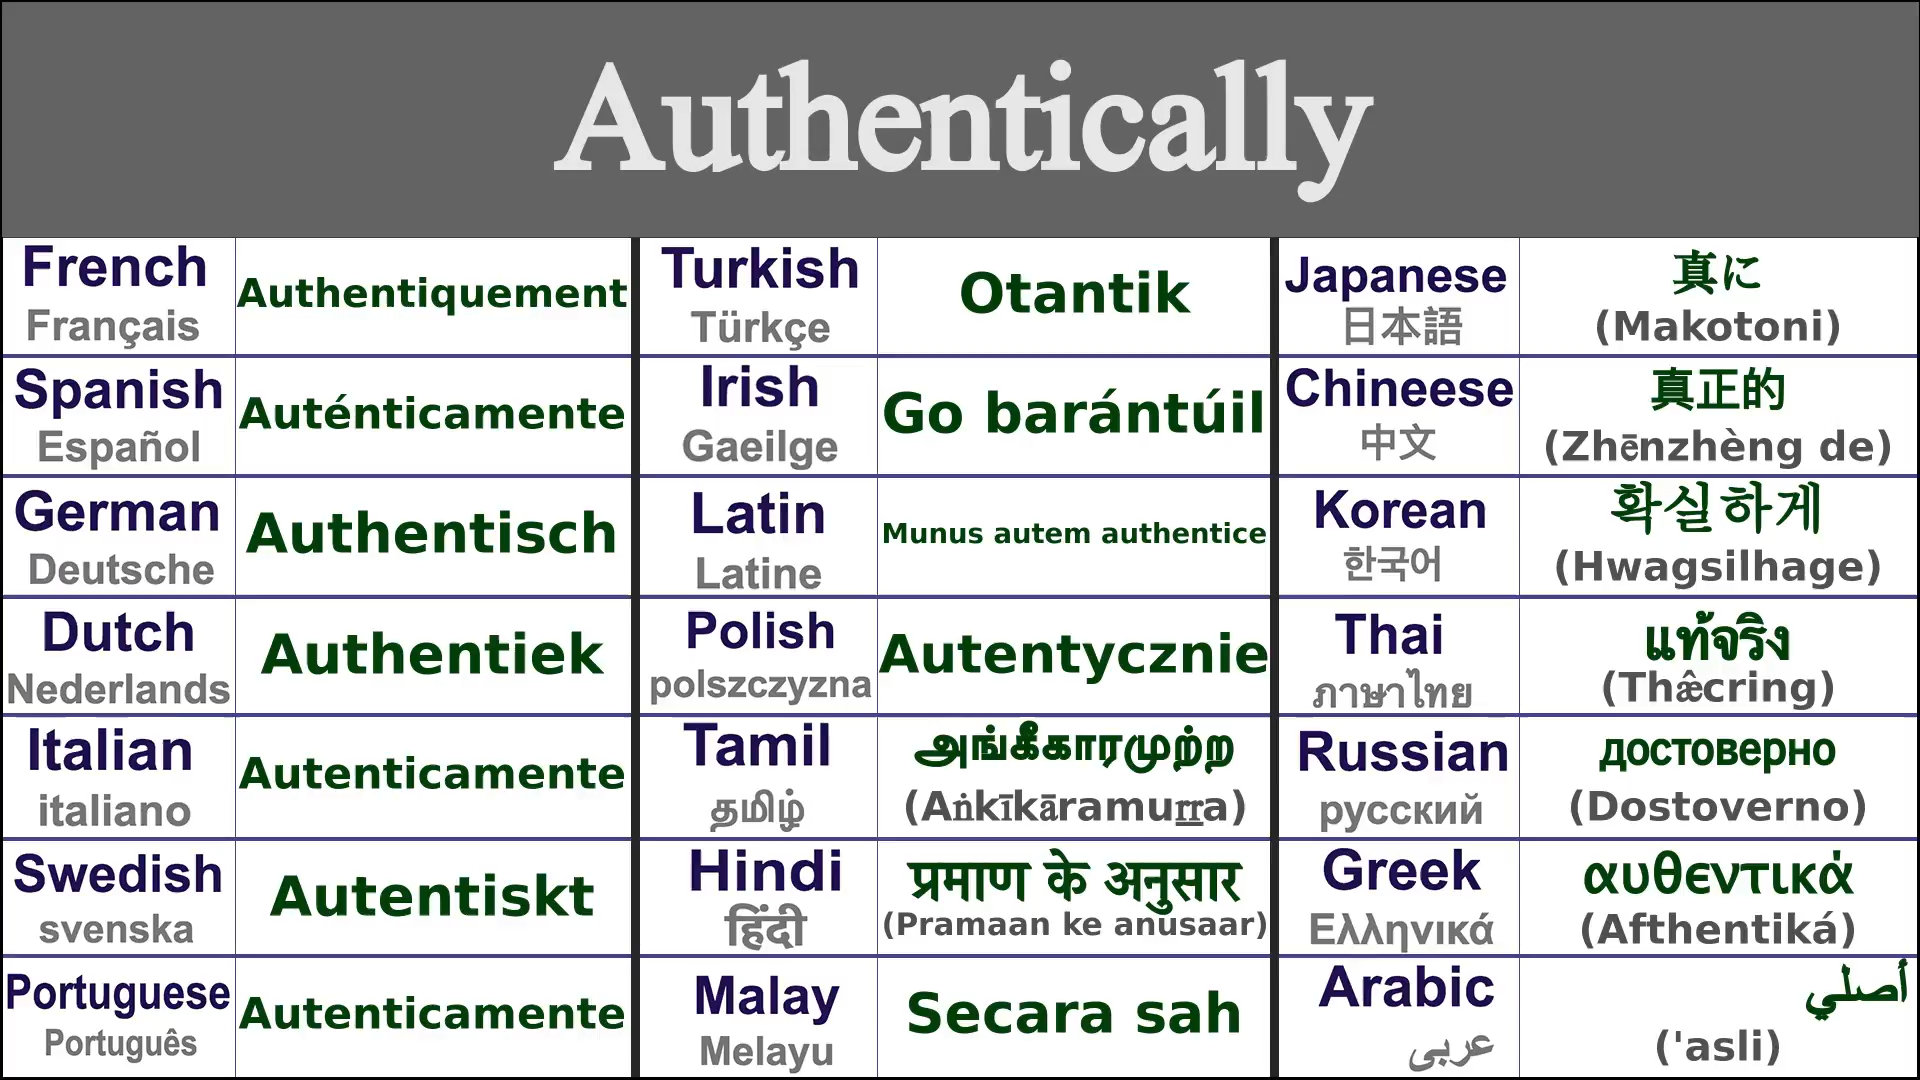 Authentically
French
Français
Authentiquement
Turkish
Türkçe
Otantik
Japanese
日本語
真に
(Makotoni)
Spanish
Español
Auténticamente
Irish
Gaeilge
Go barántúil
Chineese
中文
真正的
(Zhēnzhèng de)
German
Deutsche
Authentisch
Latin
Latine
Munus autem authentice
Korean
한국어
확실하게
(Hwagsilhage)
Dutch
Nederlands
Authentiek
Polish
polszczyzna
Autentycznie
Thai
ภาษาไทย
แท้จริง
(Thæ̂cring)
Italian
italiano
Autenticamente
Tamil
தமிழ்
அங்கீகாரமுற்ற
(Aṅkīkāramuṟṟa)
Russian
русский
достоверно
(Dostoverno)
Swedish
svenska
Autentiskt
Hindi
हिंदी
प्रमाण के अनुसार
(Pramaan ke anusaar)
Greek
Ελληνικά
αυθεντικά
(Afthentiká)
Portuguese
Português
Autenticamente
Malay
Melayu
Secara sah
Arabic
عربى
أصلي
('asli)